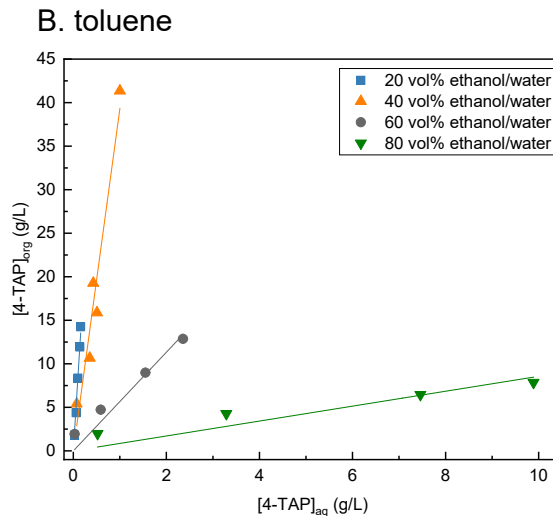 B. toluene
45
40
35
30
25
20
15
10
5
0
[4-TAP]org (g/L)
20 vol% ethanol/water
40 vol% ethanol/water
60 vol% ethanol/water
80 vol% ethanol/water
0 2 4 6 8 10
[4-TAP]aq (g/L)